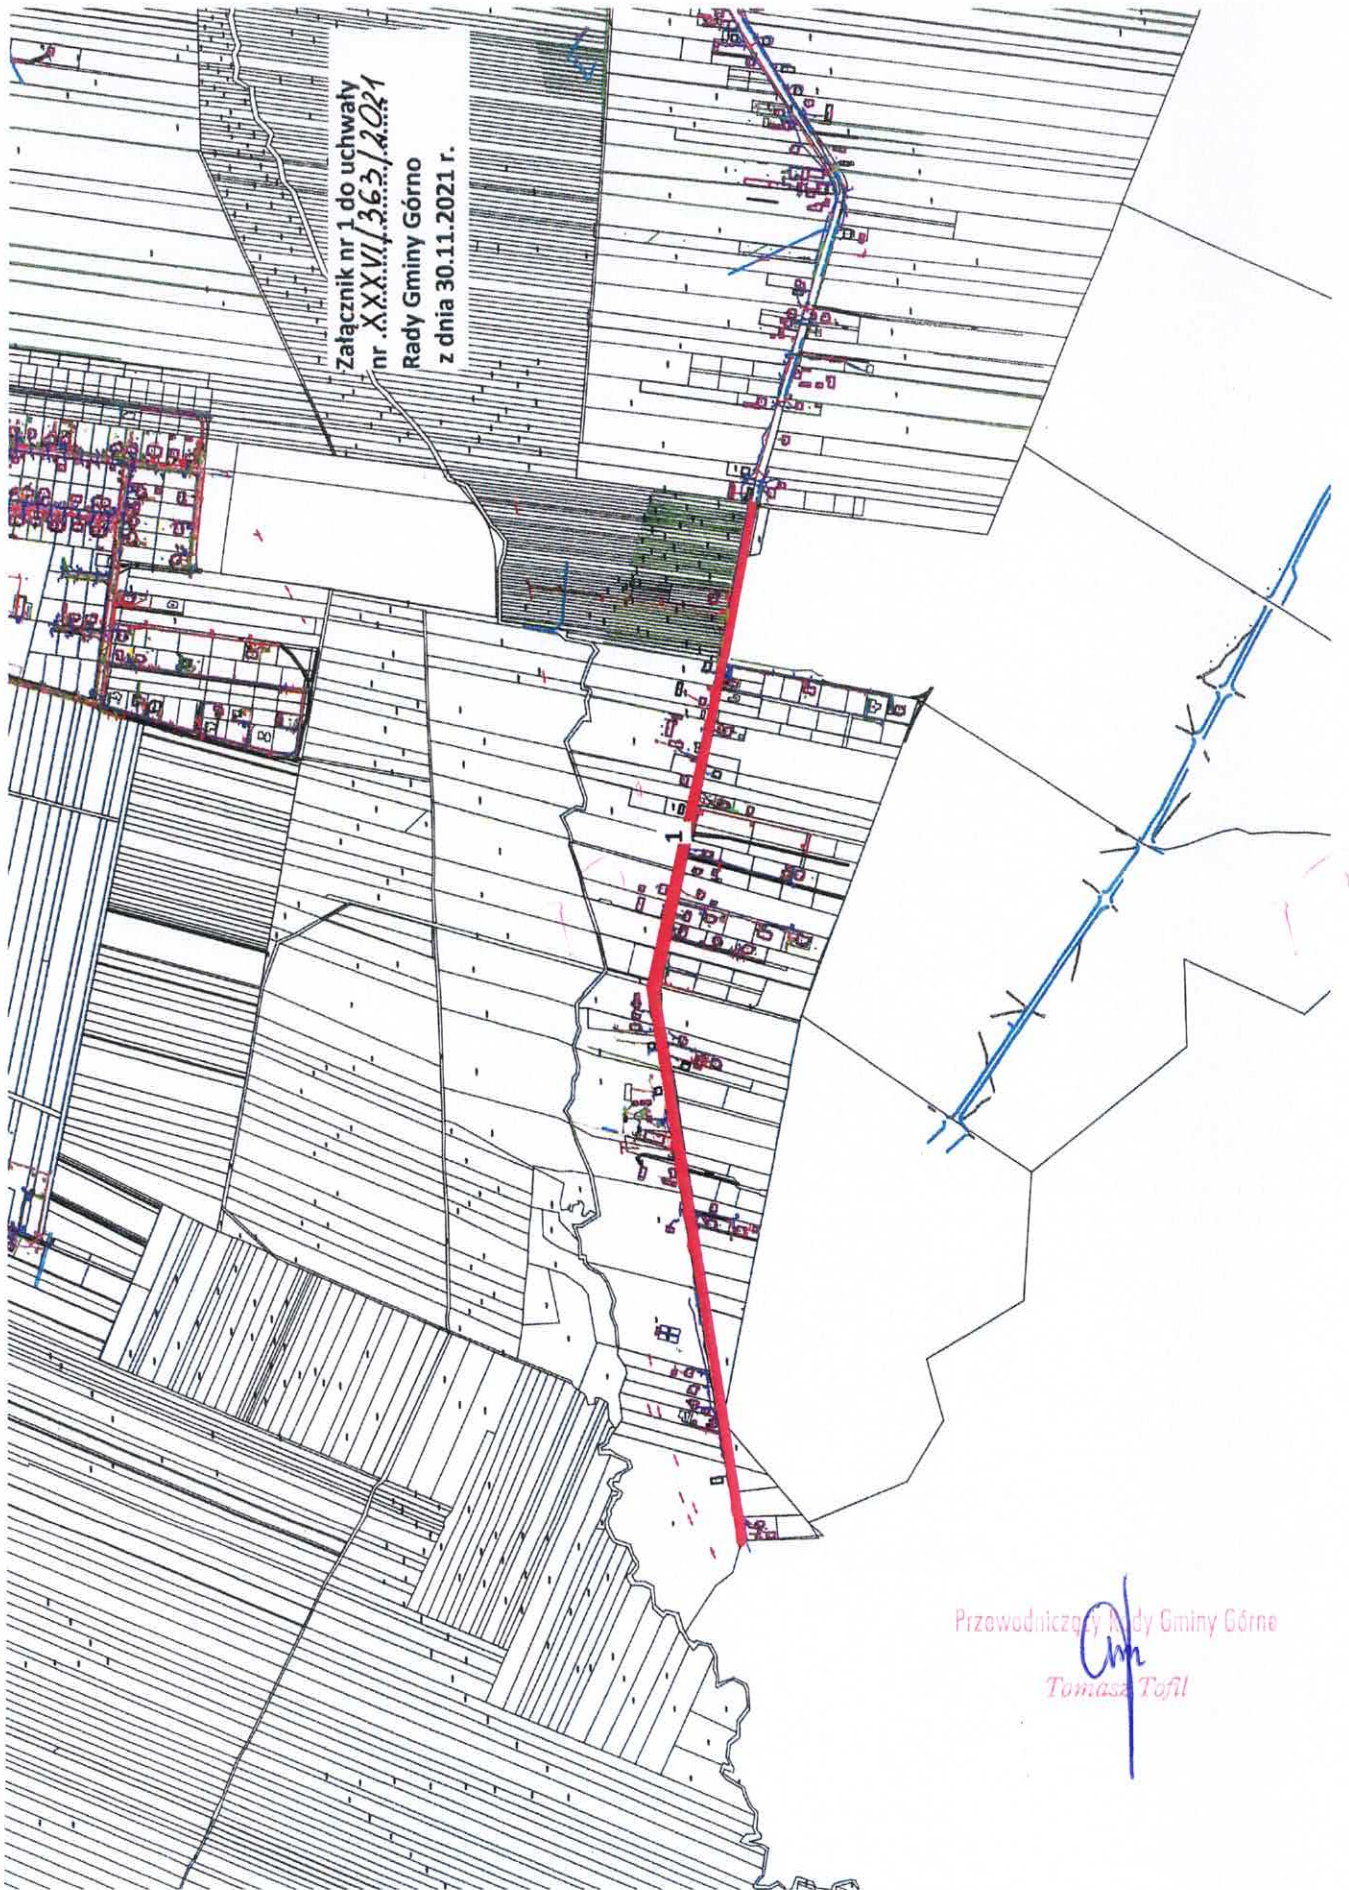 Załącznik nr 1 do uchwały
nr .XXXVI/363/2021
Rady Gminy Górno
z dnia 30.11.2021 r.
1
Przewodniczący Rady Gminy Górno
Tomasz Tofil